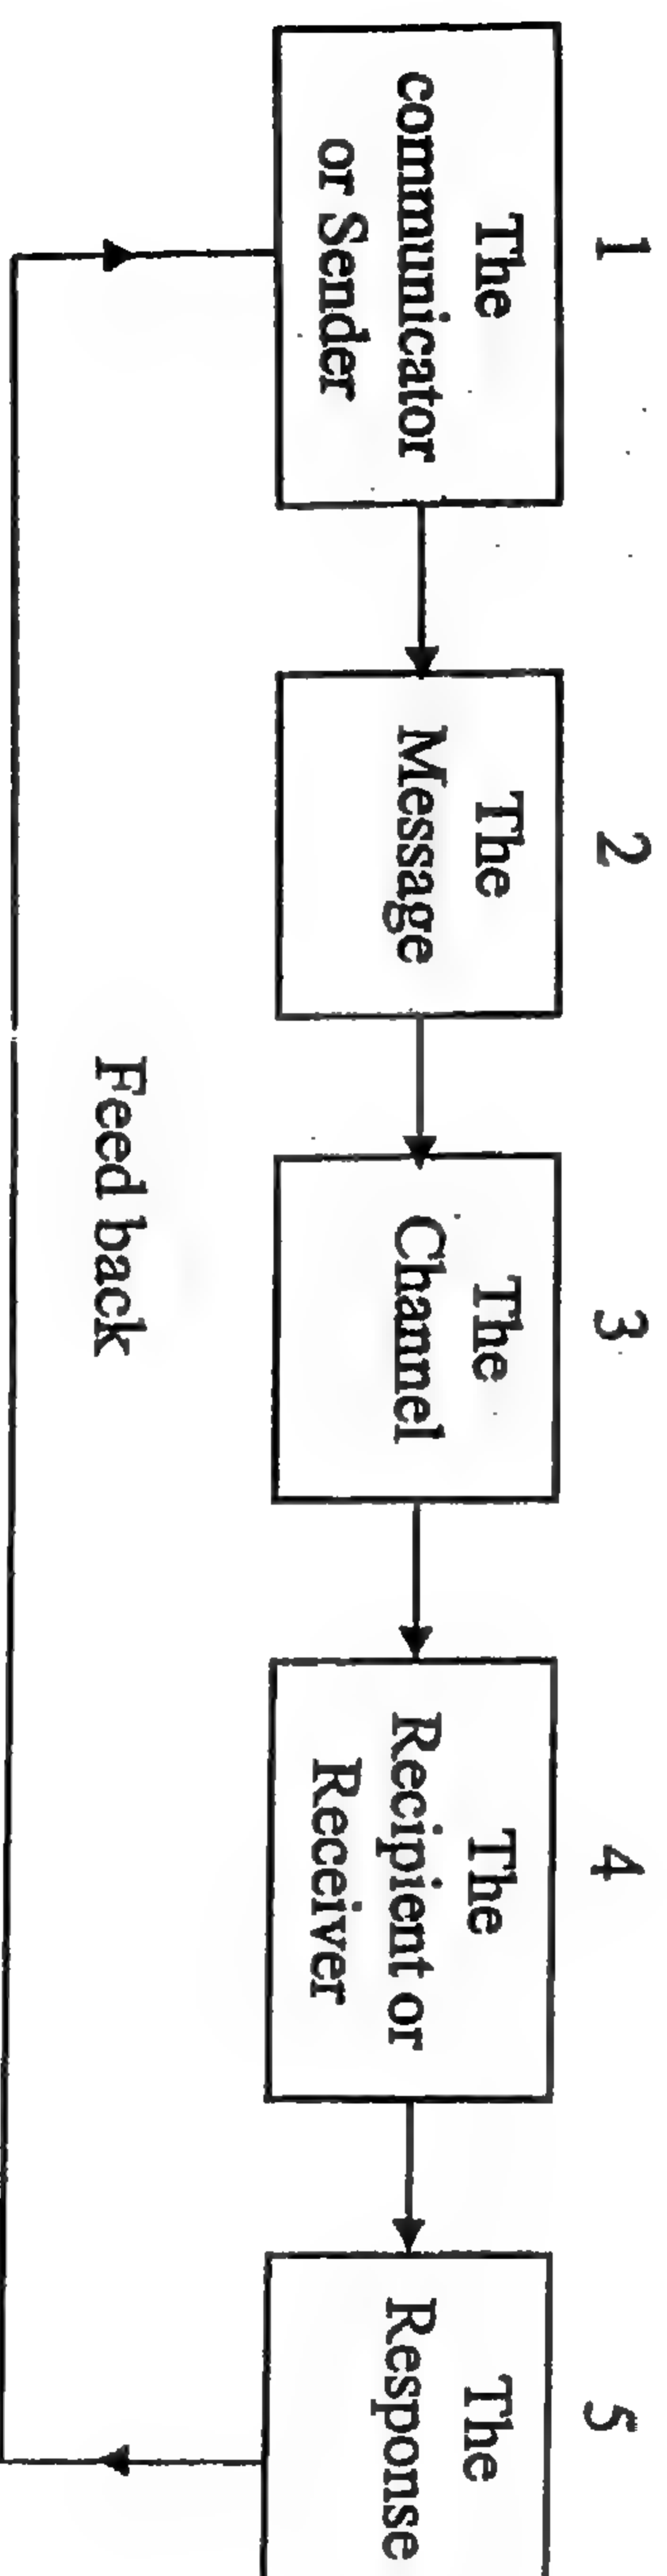 1
The
communicator
or Sender
2
The
Message
3
The
Channel
4
The
Recipient or
Receiver
5
The
Response
Feed back